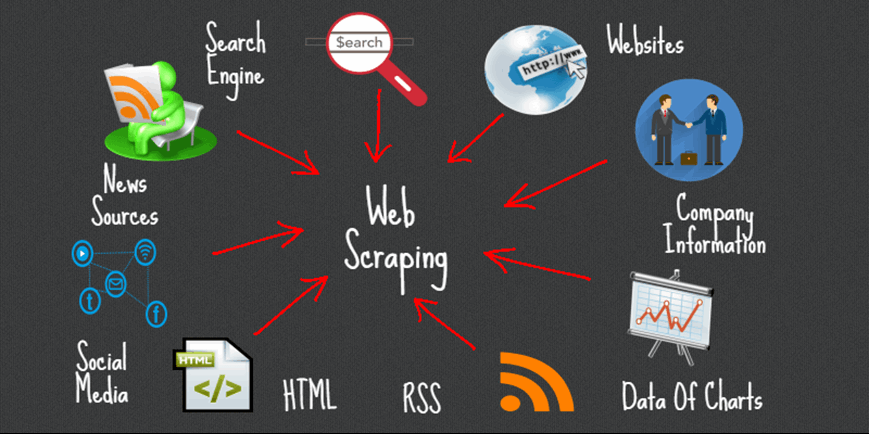 Search
Engine
$earch
http://www
Websites
News
Sources
Web
Scraping
Company
Information
Social
Media
t
f
HTML
</>
HTML
RSS
Data Of Charts